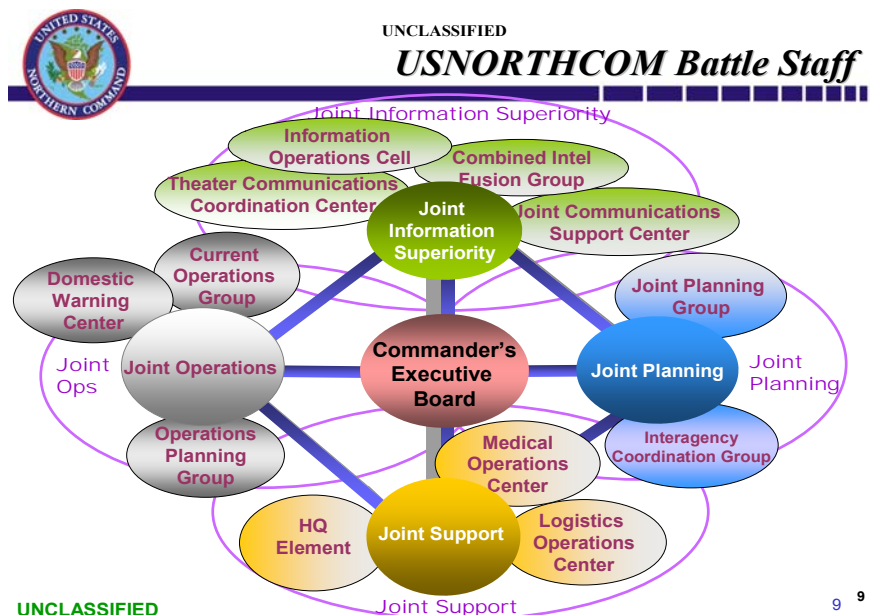 UNCLASSIFIED
USNORTHCOM Battle Staff
UNITED STATES
NORTHERN COMMAND
Joint Information Superiority
Information
Operations Cell
Combined Intel
Fusion Group
Theater Communications
Coordination Center
Joint Communications
Support Center
Joint
Information
Superiority
Current
Operations
Group
Domestic
Warning
Center
Joint Planning
Group
Joint
Ops
Joint Operations
Commander's
Executive
Board
Joint Planning
Joint
Planning
Operations
Planning
Group
Medical
Operations
Center
Interagency
Coordination Group
HQ
Element
Joint Support
Logistics
Operations
Center
Joint Support
UNCLASSIFIED
9 9